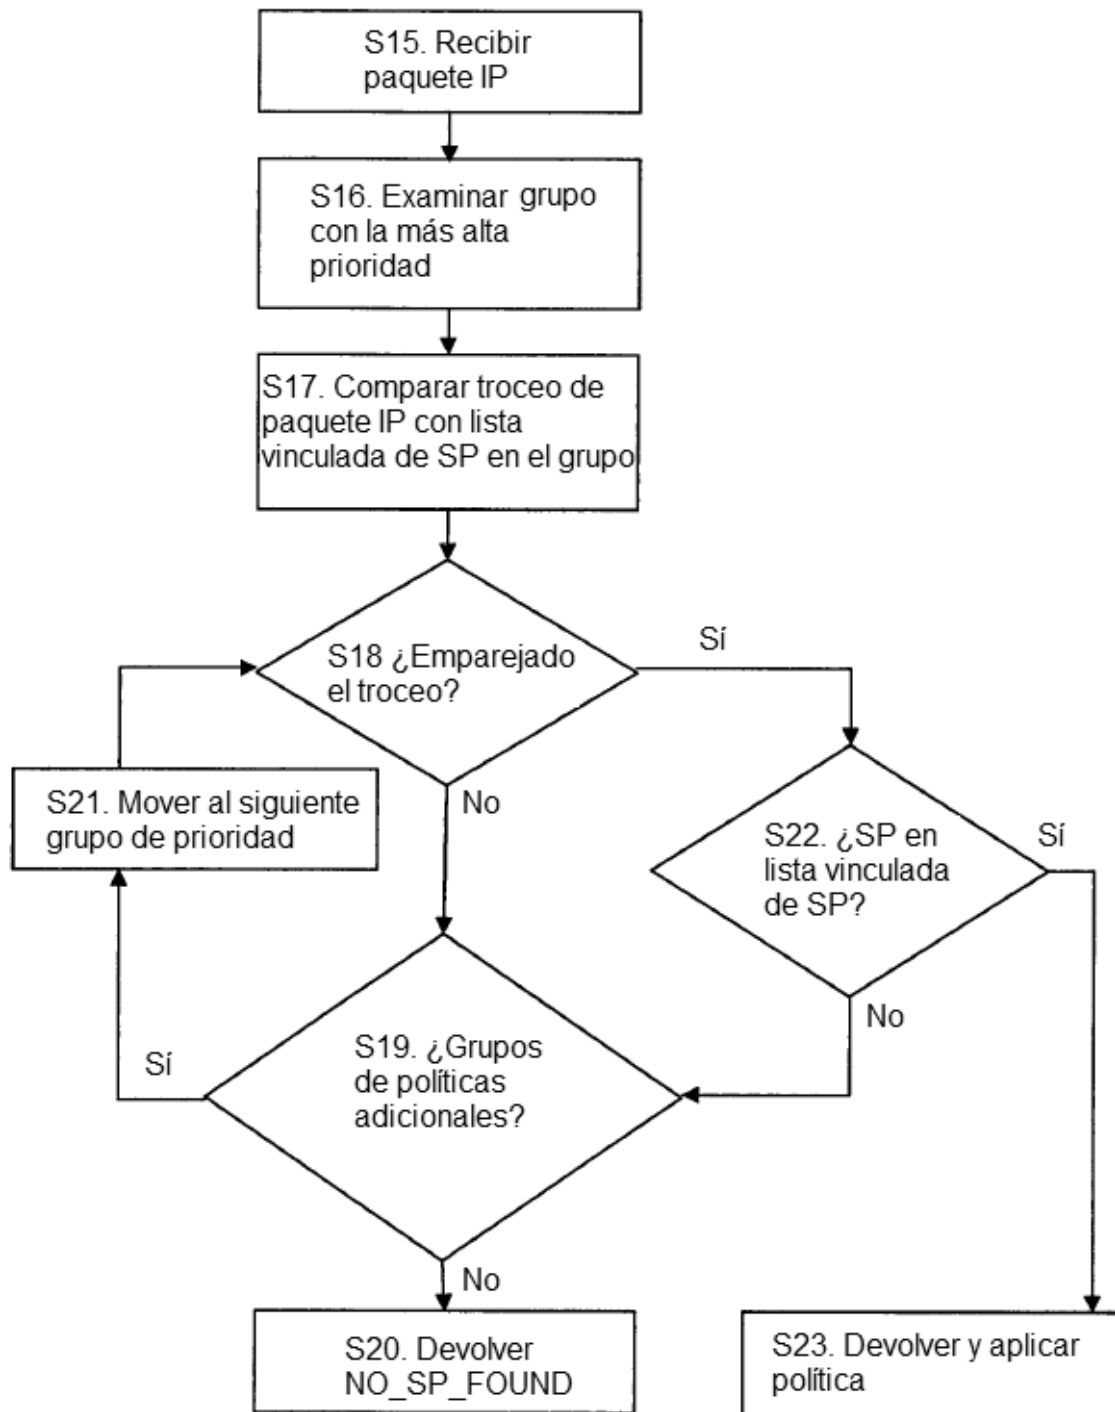 S15. Recibir
paquete IP
S16. Examinar grupo
con la más alta
prioridad
S17. Comparar troceo de
paquete IP con lista
vinculada de SP en el grupo
S18 ¿Emparejado
el troceo?
Sí
No
S21. Mover al siguiente
grupo de prioridad
S22. ¿SP en
lista vinculada
de SP?
Sí
No
S19. ¿Grupos
de políticas
adicionales?
Sí
No
S20. Devolver
NO_SP_FOUND
S23. Devolver y aplicar
política